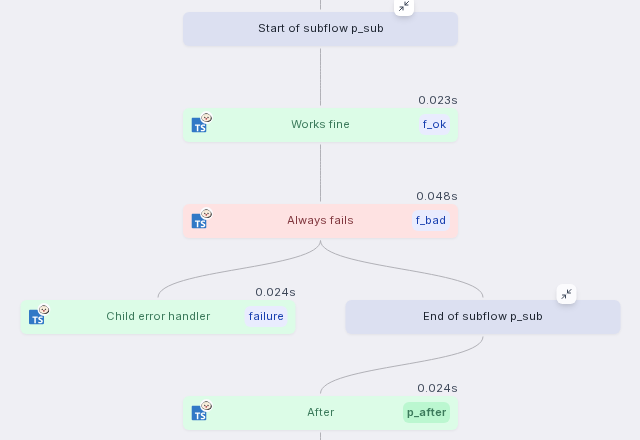 Start of subflow p_sub
0.023s
TS Works fine f_ok
0.048s
TS Always fails f_bad
0.024s
TS Child error handler failure
End of subflow p_sub
0.024s
TS After p_after